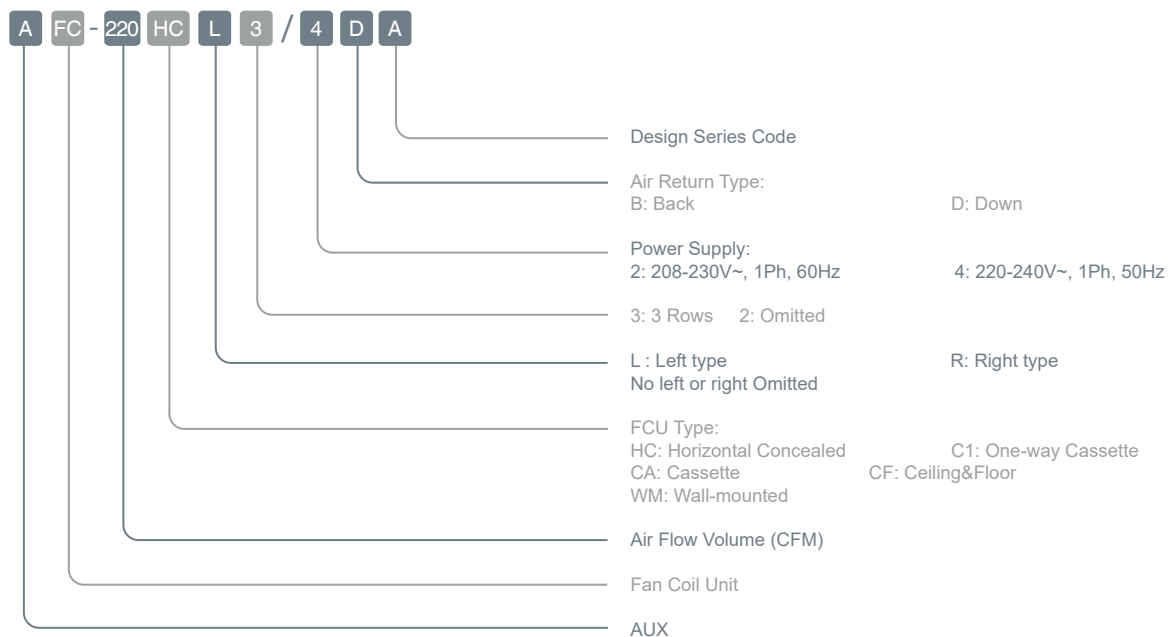 A FC - 220 HC L 3 / 4 D A
Design Series Code
Air Return Type:
B: Back D: Down
Power Supply:
2: 208-230V~, 1Ph, 60Hz 4: 220-240V~, 1Ph, 50Hz
3: 3 Rows 2: Omitted
L : Left type R: Right type
No left or right Omitted
FCU Type:
HC: Horizontal Concealed C1: One-way Cassette
CA: Cassette CF: Ceiling&Floor
WM: Wall-mounted
Air Flow Volume (CFM)
Fan Coil Unit
AUX